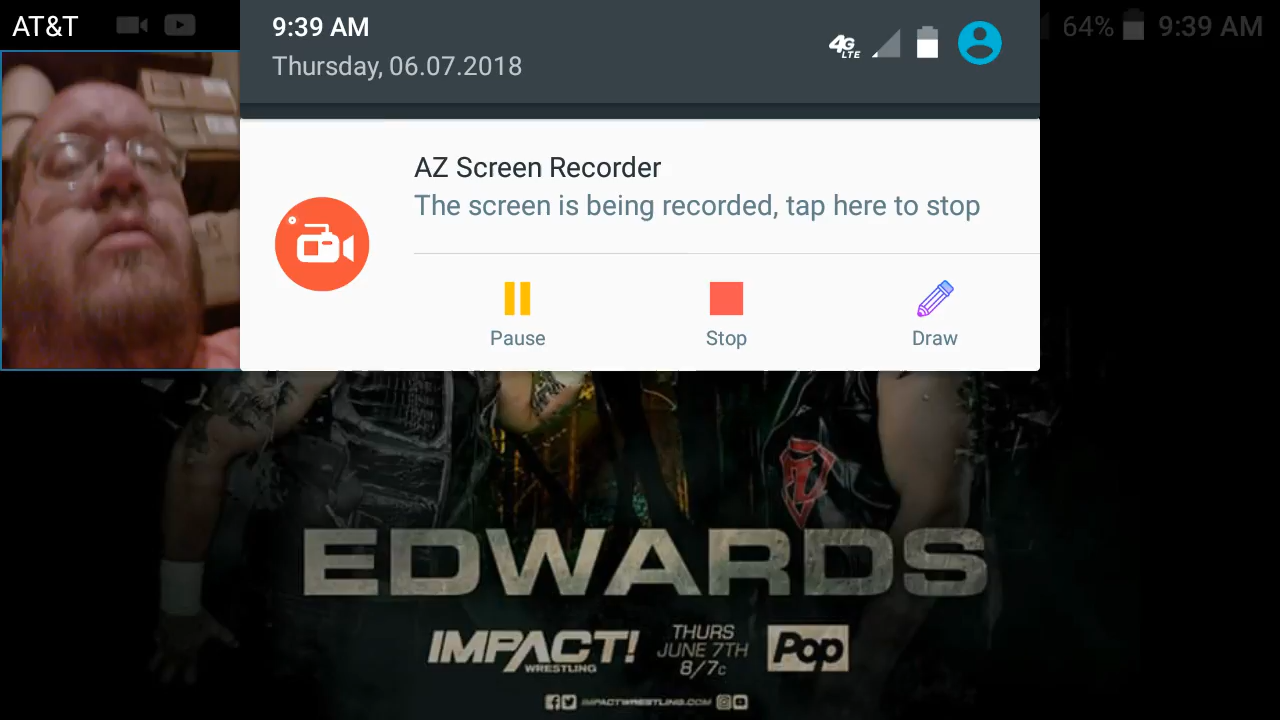 AT&T
64% 9:39 AM
9:39 AM
4G LTE
Thursday, 06.07.2018
AZ Screen Recorder
The screen is being recorded, tap here to stop
Pause Stop Draw
EDWARDS
IMPACT!
WRESTLING
THURS
JUNE 7TH
8/7c
Pop
IMPACTWRESTLING.COM